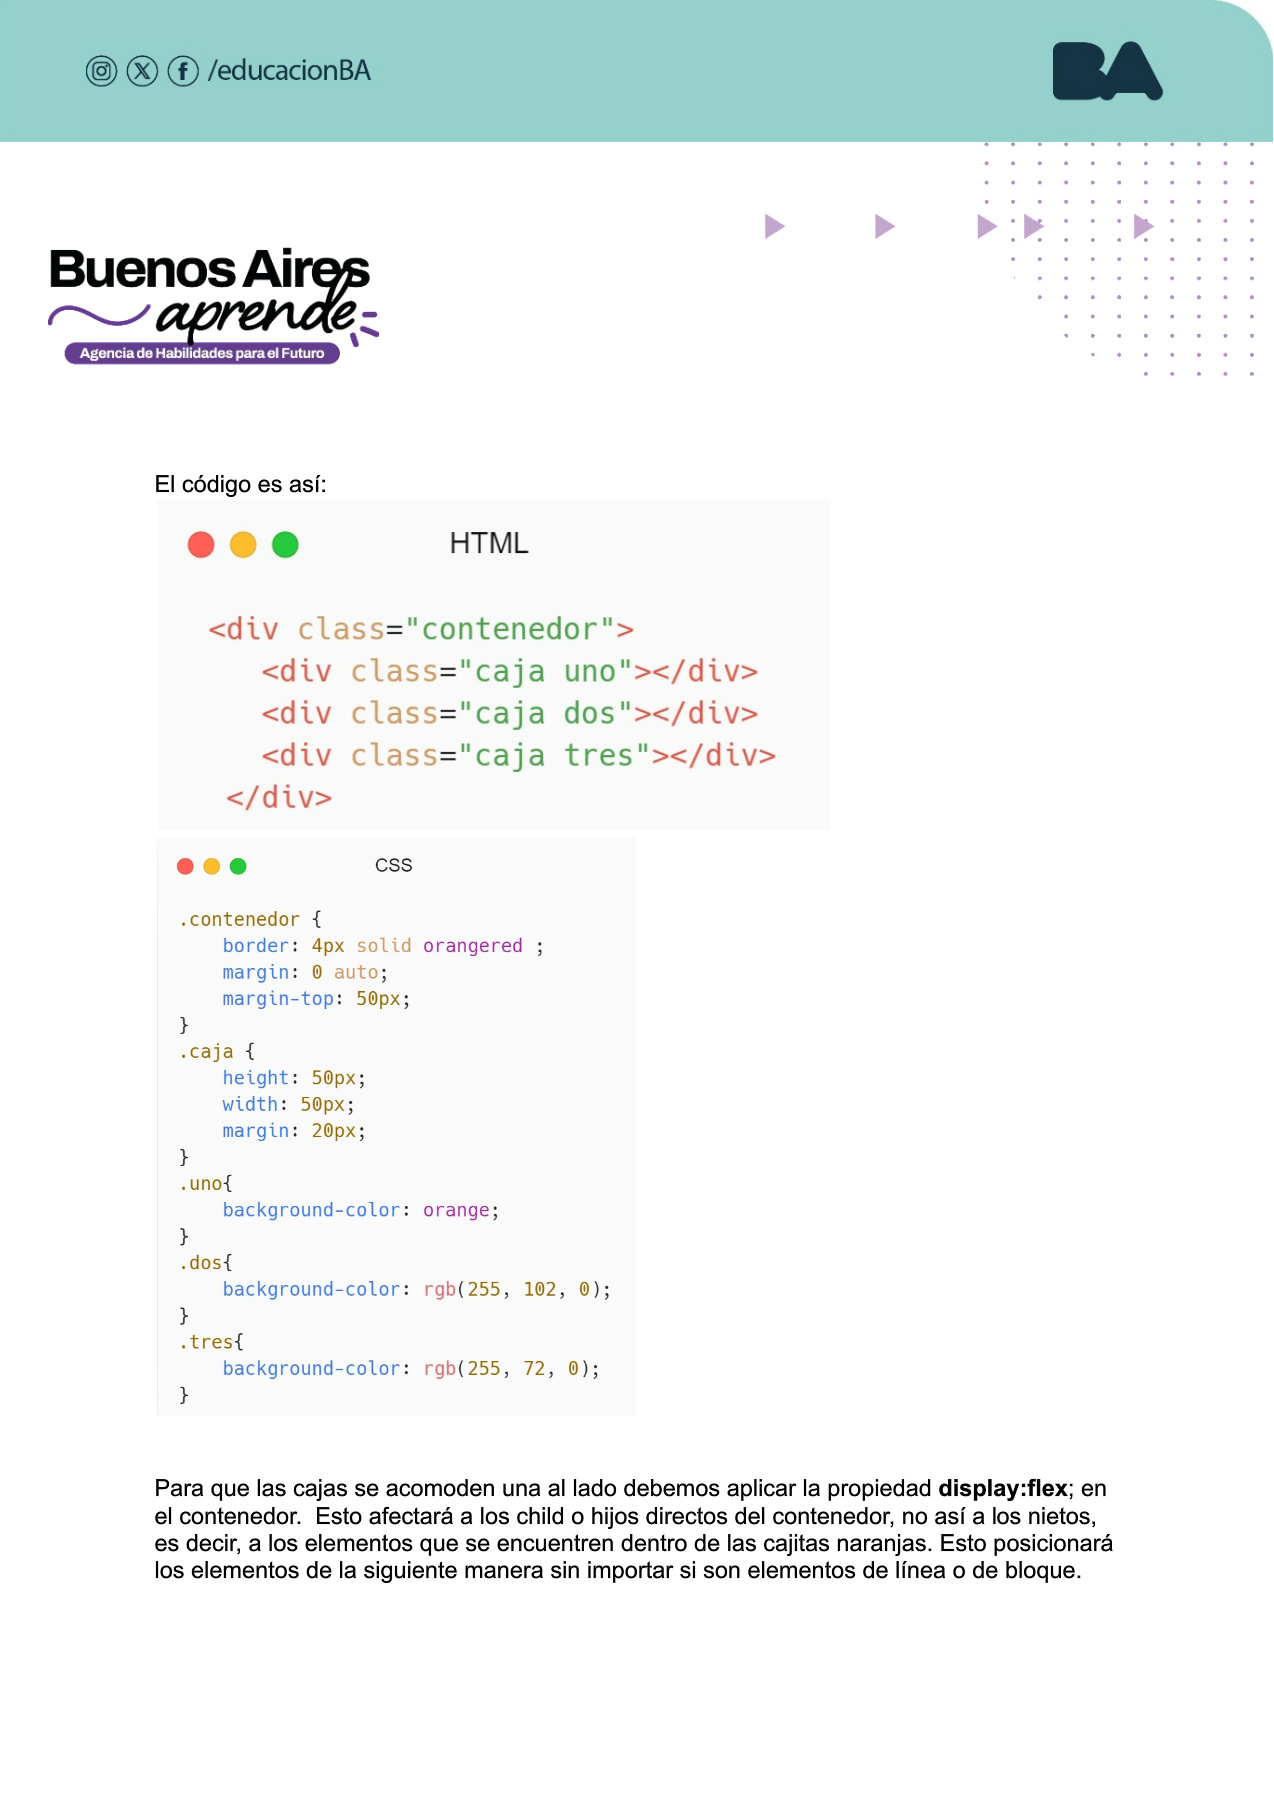 /educacionBA
BA
Buenos Aires
aprende
Agencia de Habilidades para el Futuro
El código es así:
HTML
<div class="contenedor">
<div class="caja uno"></div>
<div class="caja dos"></div>
<div class="caja tres"></div>
</div>
CSS
.contenedor {
border: 4px solid orangered ;
margin: 0 auto;
margin-top: 50px;
}
.caja {
height: 50px;
width: 50px;
margin: 20px;
}
.uno{
background-color: orange;
}
.dos{
background-color: rgb(255, 102, 0);
}
.tres{
background-color: rgb(255, 72, 0);
}
Para que las cajas se acomoden una al lado debemos aplicar la propiedad display:flex; en
el contenedor.  Esto afectará a los child o hijos directos del contenedor, no así a los nietos,
es decir, a los elementos que se encuentren dentro de las cajitas naranjas. Esto posicionará
los elementos de la siguiente manera sin importar si son elementos de línea o de bloque.